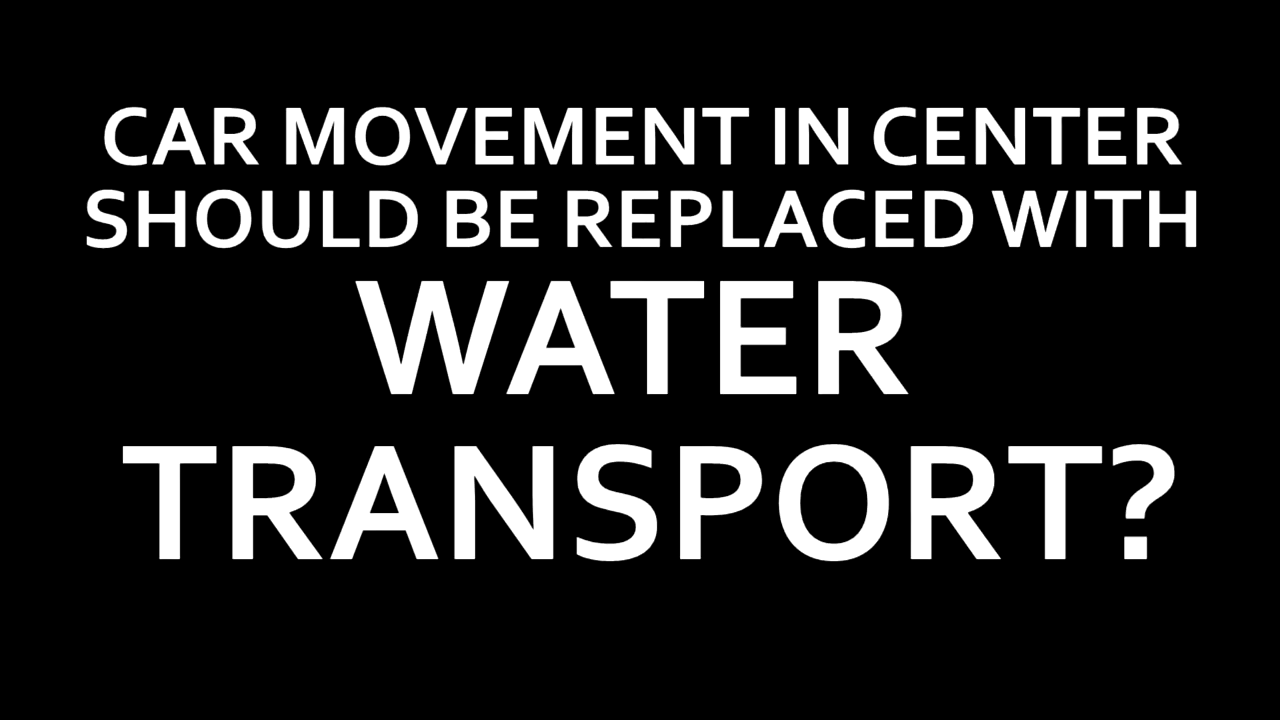 CAR MOVEMENT IN CENTER
SHOULD BE REPLACED WITH
WATER
TRANSPORT?